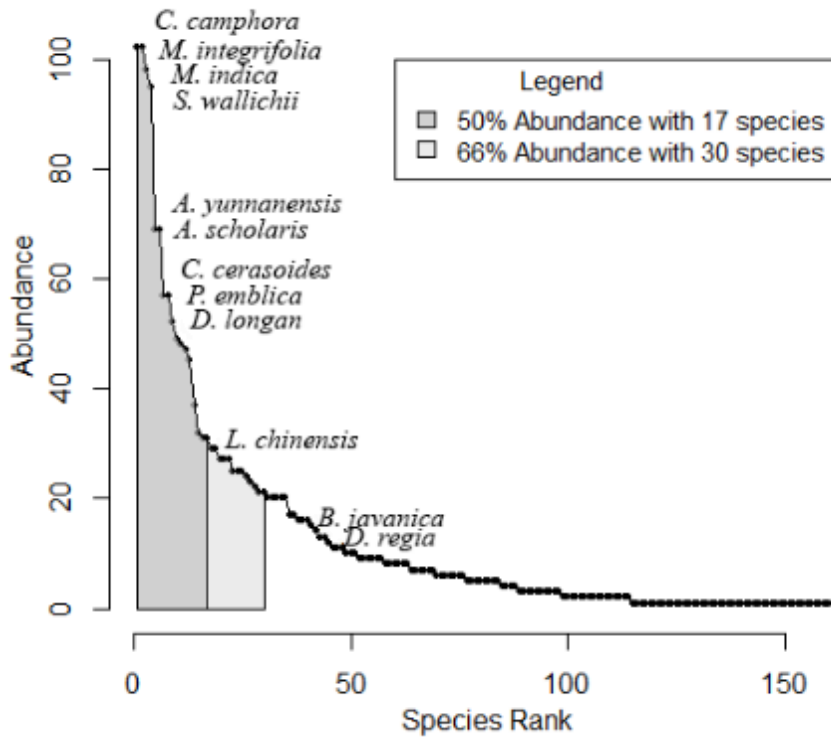 C. camphora
M. integrifolia
M. indica
S. wallichii
Legend
50% Abundance with 17 species
66% Abundance with 30 species
A. yunnanensis
A. scholaris
C. cerasoides
P. emblica
D. longan
L. chinensis
B. javanica
D. regia
Abundance
100
80
60
40
20
0
0 50 100 150
Species Rank